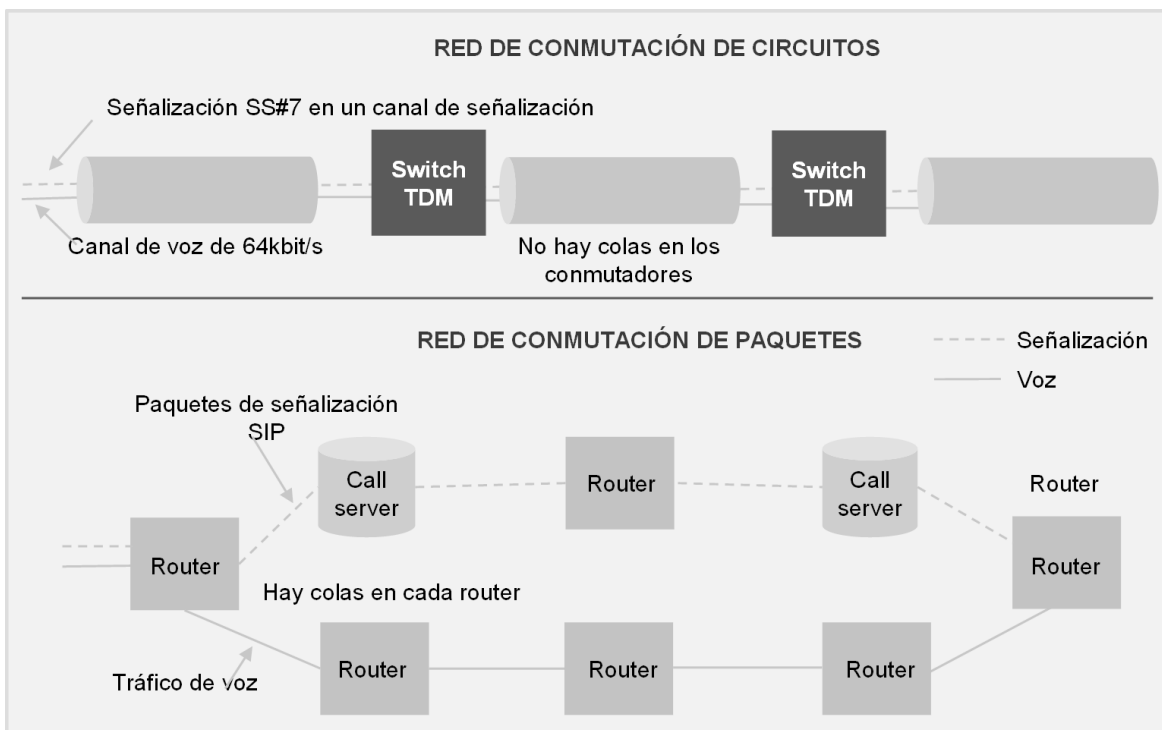 RED DE CONMUTACIÓN DE CIRCUITOS
Señalización SS#7 en un canal de señalización
Switch
TDM
Switch
TDM
Canal de voz de 64kbit/s
No hay colas en los
conmutadores
RED DE CONMUTACIÓN DE PAQUETES
Señalización
Voz
Paquetes de señalización
SIP
Call
server
Router
Call
server
Router
Router
Router
Hay colas en cada router
Router
Router
Router
Tráfico de voz